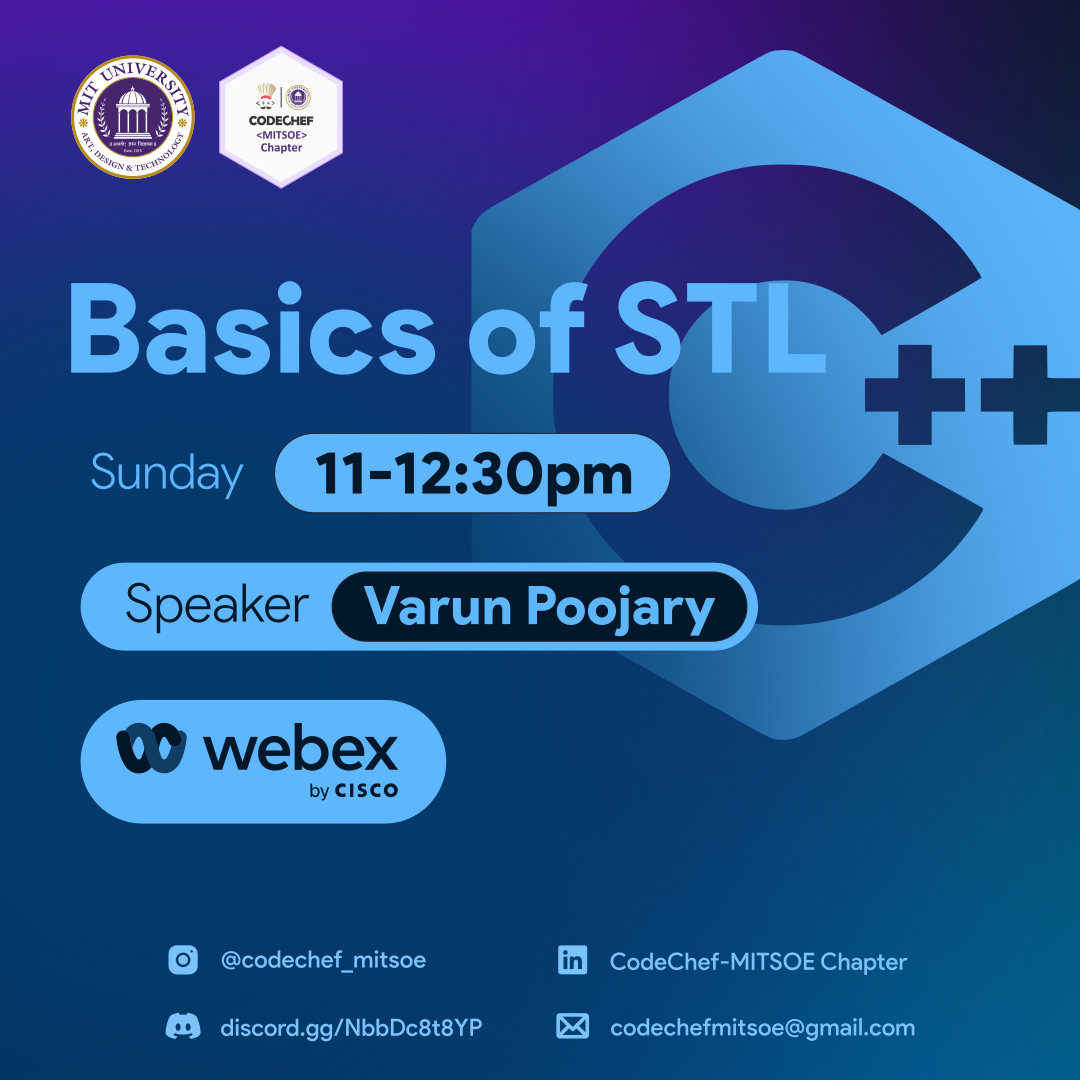 MIT UNIVERSITY
ART, DESIGN & TECHNOLOGY
CODECHEF
<MITSOE>
Chapter
Basics of STL
C++
Sunday 11-12:30pm
Speaker Varun Poojary
webex
by CISCO
@codechef_mitsoe
CodeChef-MITSOE Chapter
discord.gg/NbbDc8t8YP
codechefmitsoe@gmail.com